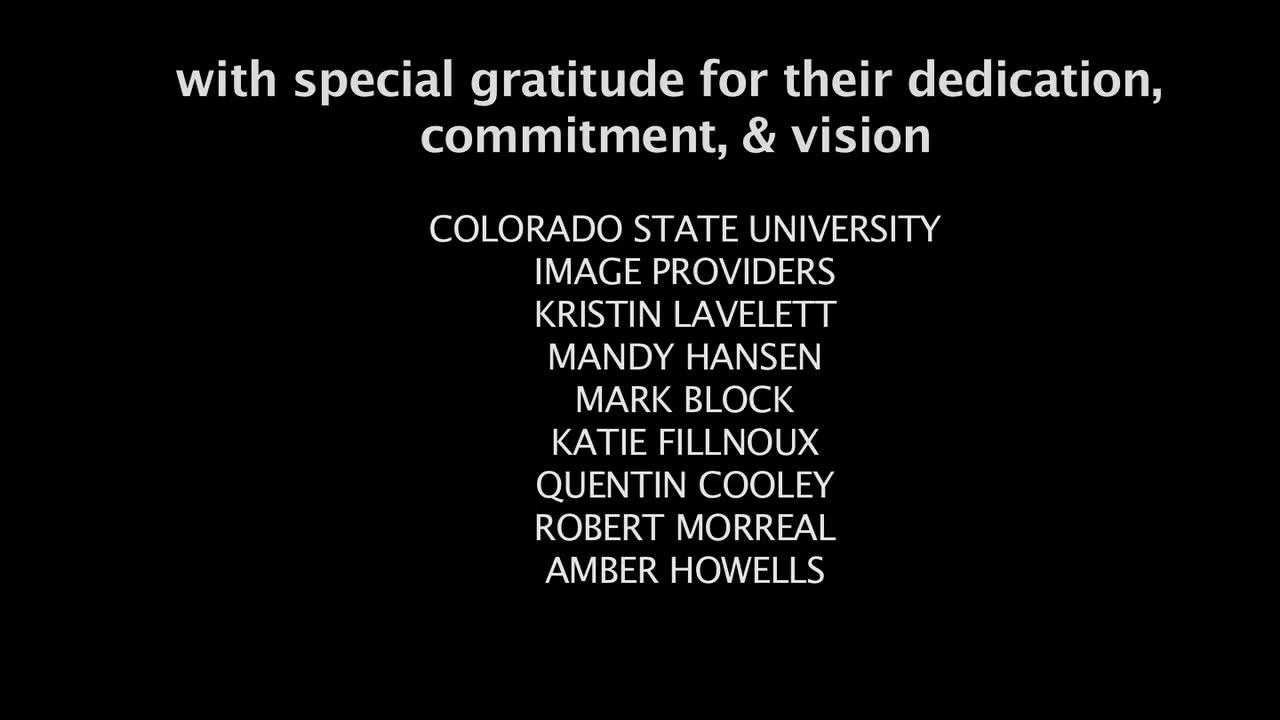 with special gratitude for their dedication,
commitment, & vision
COLORADO STATE UNIVERSITY
IMAGE PROVIDERS
KRISTIN LAVELETT
MANDY HANSEN
MARK BLOCK
KATIE FILLNOUX
QUENTIN COOLEY
ROBERT MORREAL
AMBER HOWELLS